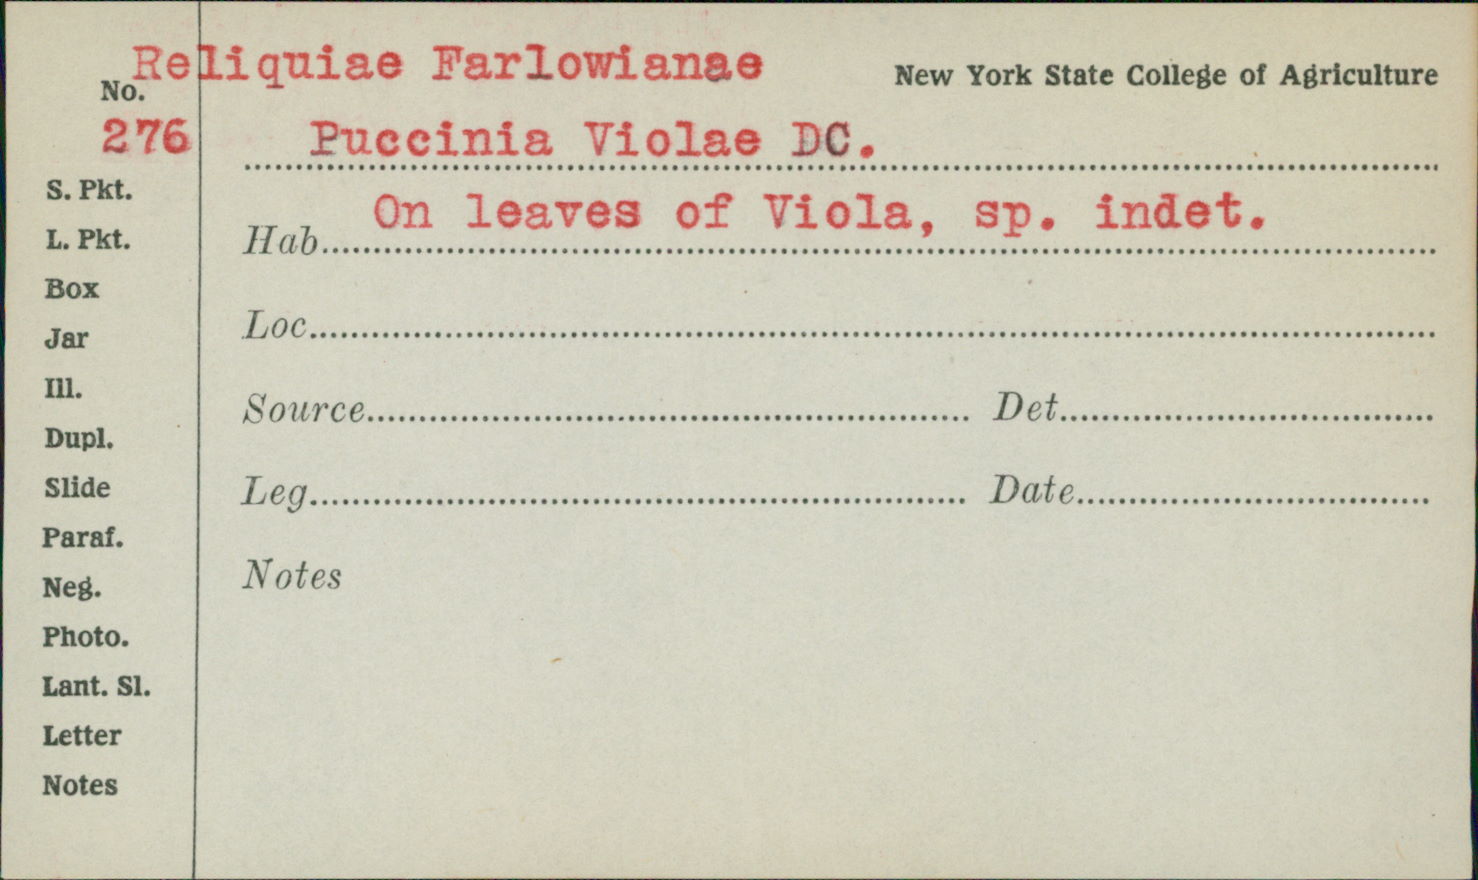 Reliquiae Farlowianae
New York State College of Agriculture
No.
276
Puccinia Violae DC.
S. Pkt.
On leaves of Viola, sp. indet.
L. Pkt.
Hab
Box
Loc
Jar
Ill.
Source
Det
Dupl.
Slide
Leg
Date
Paraf.
Neg.
Notes
Photo.
Lant. Sl.
Letter
Notes